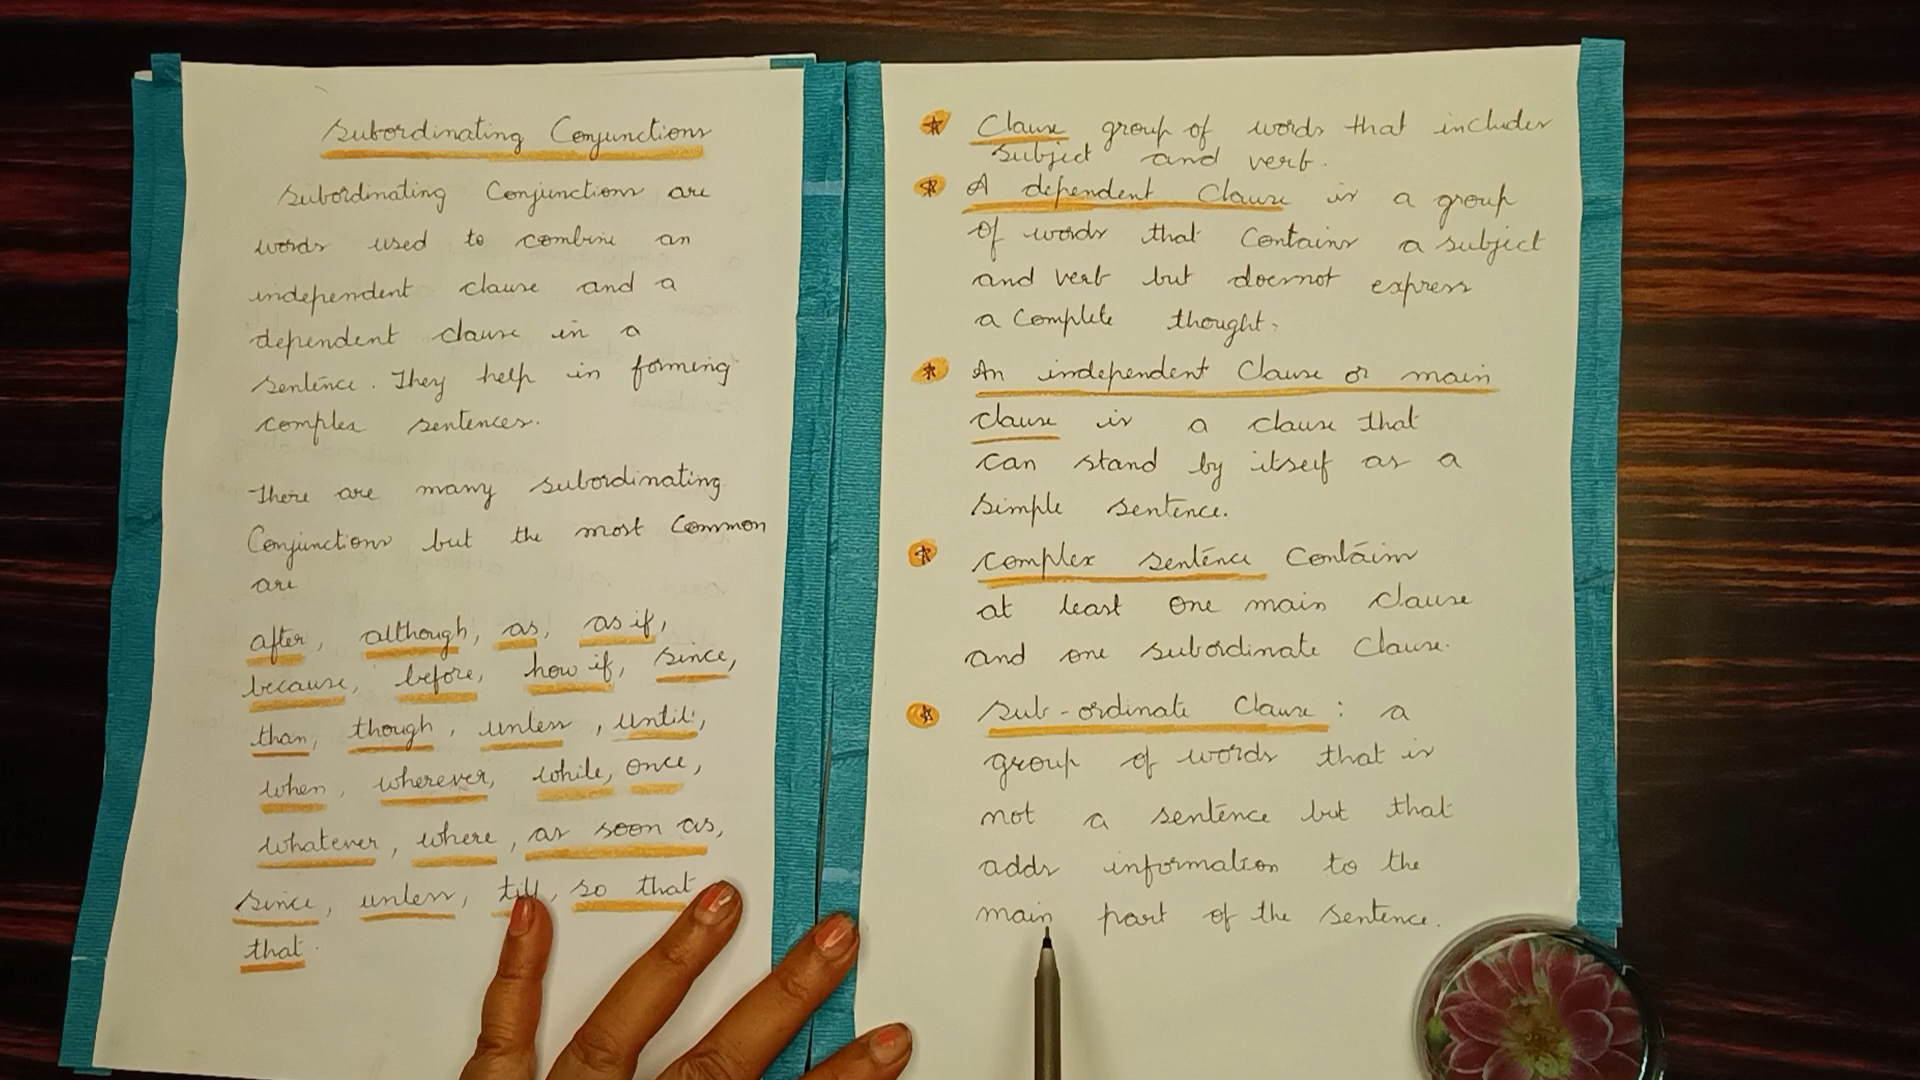 Subordinating Conjunctions
Subordinating Conjunctions are
words used to combine an
independent clause and a
dependent clause in a
sentence. They help in forming
complex sentences.
There are many subordinating
Conjunctions but the most Common
are
after, although, as, as if,
because, before, how if, since,
than, though, unless, until,
when, wherever, while, once,
whatever, where, as soon as,
since, unless, till, so that
that.
Clause group of words that includes
subject and verb.
A dependent Clause is a group
of words that Contains a subject
and verb but doesnot express
a Complete thought.
An independent Clause or main
clause is a clause that
can stand by itself as a
simple sentence.
Complex sentence Contain
at least one main clause
and one subordinate Clause.
Sub-ordinate Clause: a
group of words that is
not a sentence but that
adds information to the
main part of the sentence.